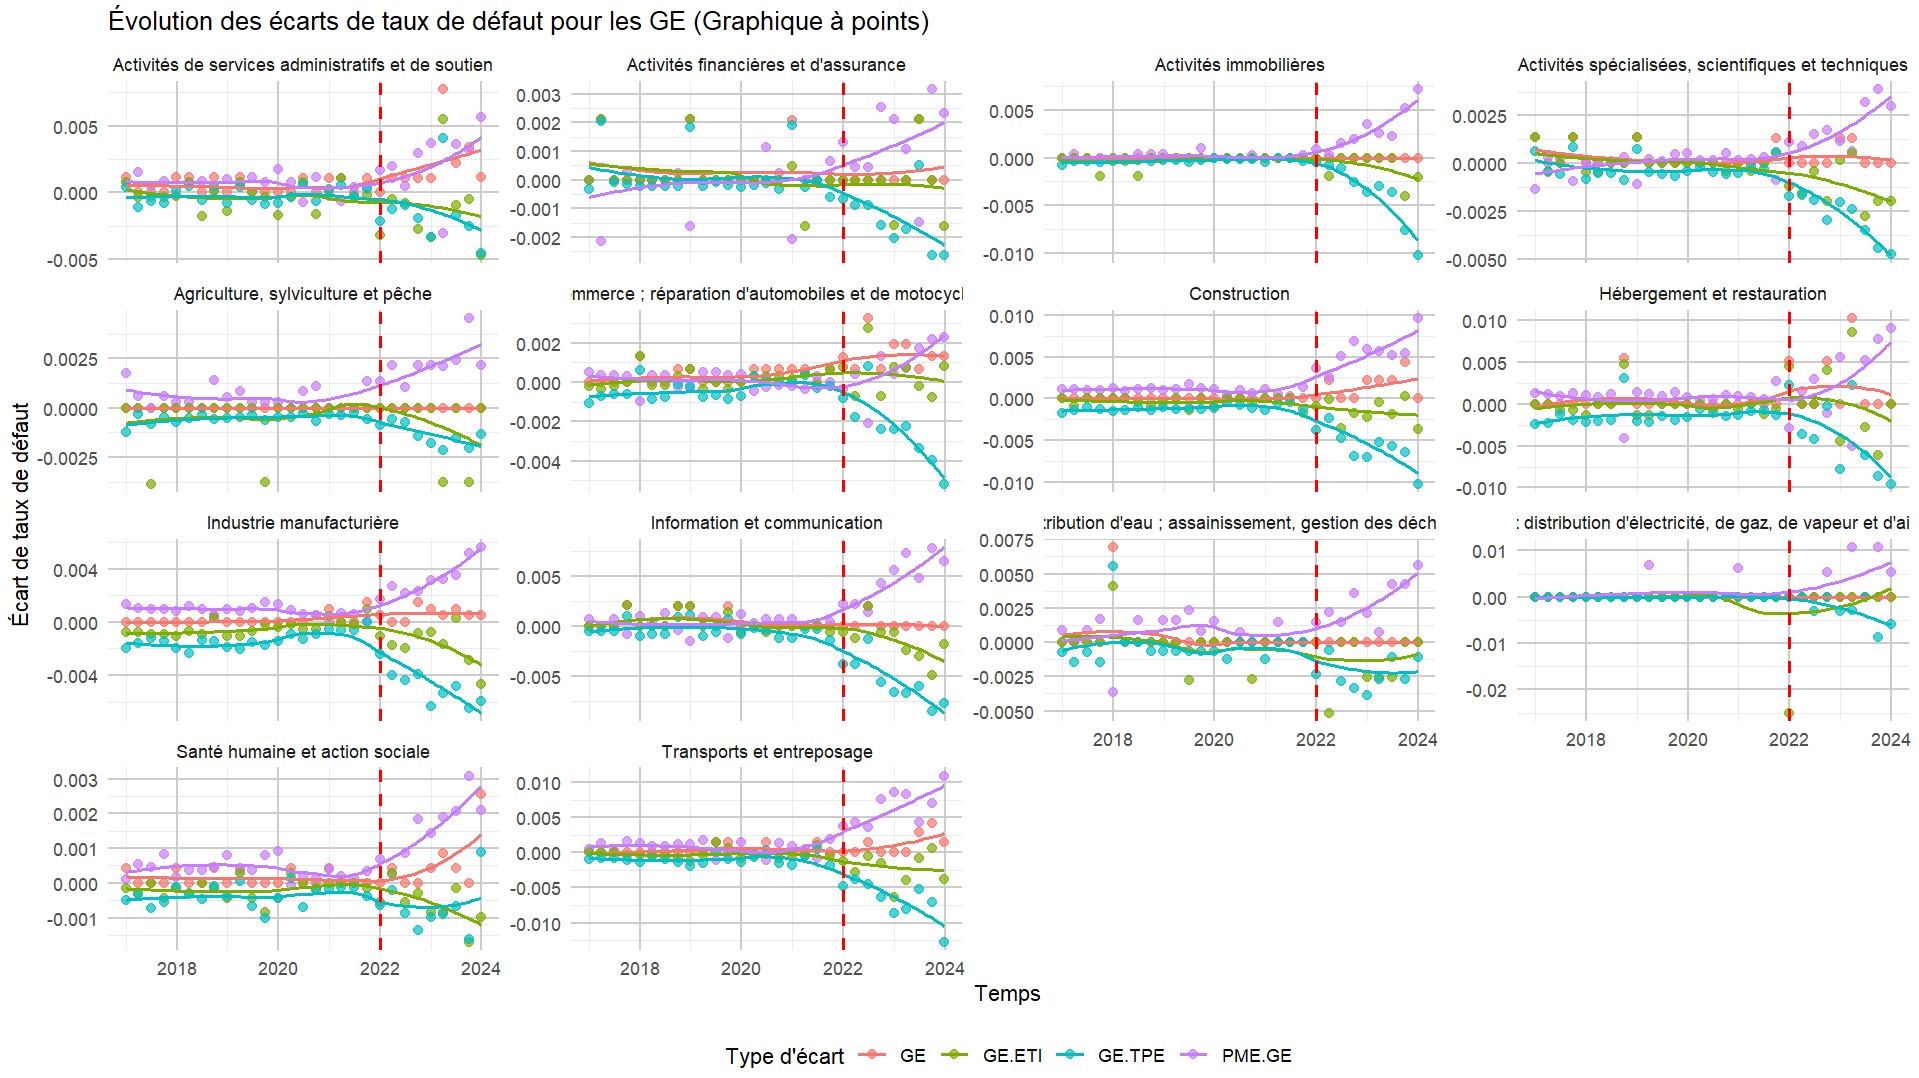 Évolution des écarts de taux de défaut pour les GE (Graphique à points)
Activités de services administratifs et de soutien
Activités financières et d'assurance
Activités immobilières
Activités spécialisées, scientifiques et techniques
0.005
0.000
-0.005
0.003
0.002
0.001
0.000
-0.001
-0.002
0.005
0.000
-0.005
-0.010
0.0025
0.0000
-0.0025
-0.0050
Agriculture, sylviculture et pêche
mmerce ; réparation d'automobiles et de motocycl
Construction
Hébergement et restauration
0.0025
0.0000
-0.0025
0.002
0.000
-0.002
-0.004
0.010
0.005
0.000
-0.005
-0.010
0.010
0.005
0.000
-0.005
-0.010
Écart de taux de défaut
Industrie manufacturière
Information et communication
tribution d'eau ; assainissement, gestion des déch
t distribution d'électricité, de gaz, de vapeur et d'ai
0.004
0.000
-0.004
0.005
0.000
-0.005
0.0075
0.0050
0.0025
0.0000
-0.0025
-0.0050
0.01
0.00
-0.01
-0.02
2018 2020 2022 2024
2018 2020 2022 2024
Santé humaine et action sociale
Transports et entreposage
0.003
0.002
0.001
0.000
-0.001
0.010
0.005
0.000
-0.005
-0.010
2018 2020 2022 2024
2018 2020 2022 2024
Temps
Type d'écart GE GE.ETI GE.TPE PME.GE